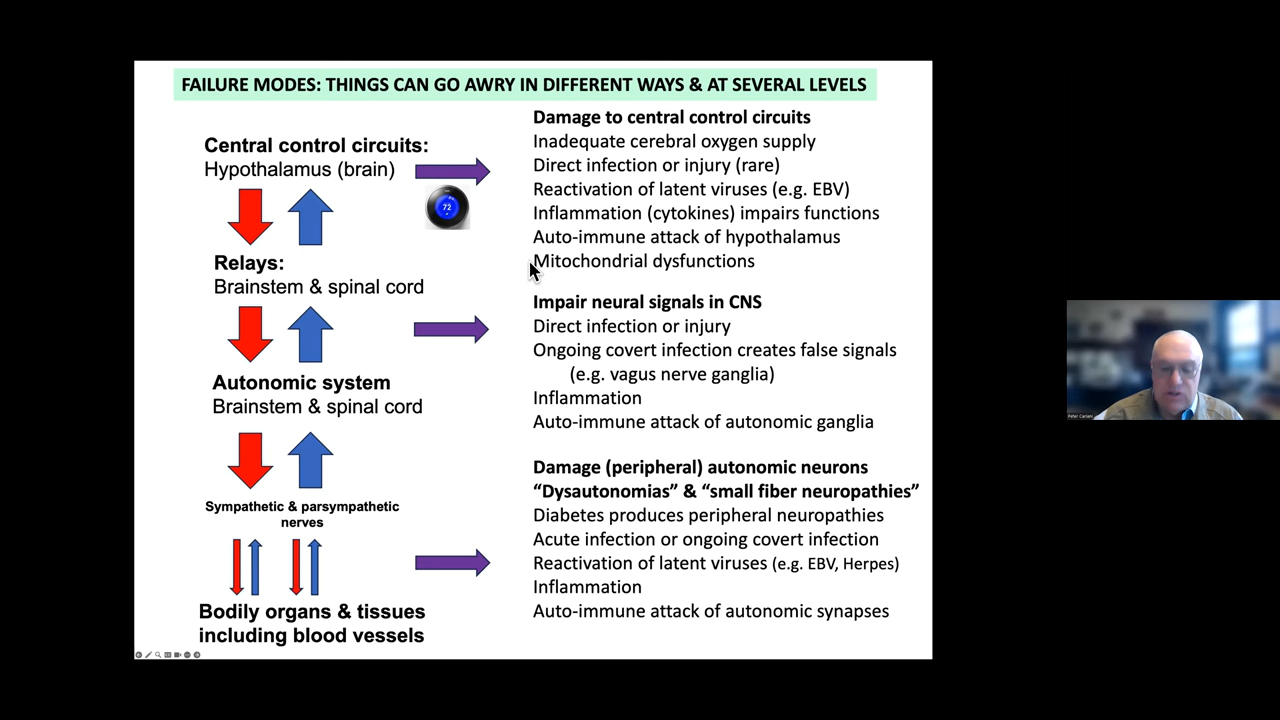 FAILURE MODES: THINGS CAN GO AWRY IN DIFFERENT WAYS & AT SEVERAL LEVELS
Central control circuits:
Hypothalamus (brain)
72
Relays:
Brainstem & spinal cord
Autonomic system
Brainstem & spinal cord
Sympathetic & parsympathetic
nerves
Bodily organs & tissues
including blood vessels
Damage to central control circuits
Inadequate cerebral oxygen supply
Direct infection or injury (rare)
Reactivation of latent viruses (e.g. EBV)
Inflammation (cytokines) impairs functions
Auto-immune attack of hypothalamus
Mitochondrial dysfunctions
Impair neural signals in CNS
Direct infection or injury
Ongoing covert infection creates false signals
(e.g. vagus nerve ganglia)
Inflammation
Auto-immune attack of autonomic ganglia
Damage (peripheral) autonomic neurons
“Dysautonomias” & “small fiber neuropathies”
Diabetes produces peripheral neuropathies
Acute infection or ongoing covert infection
Reactivation of latent viruses (e.g. EBV, Herpes)
Inflammation
Auto-immune attack of autonomic synapses
Peter Cariani